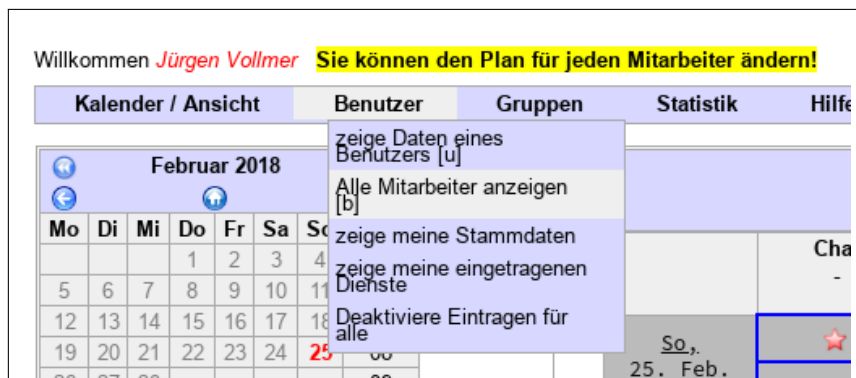 Willkommen Jürgen Vollmer Sie können den Plan für jeden Mitarbeiter ändern!
Kalender / Ansicht Benutzer Gruppen Statistik Hilfe
zeige Daten eines
Benutzers [u]
Alle Mitarbeiter anzeigen
[b]
zeige meine Stammdaten
zeige meine eingetragenen
Dienste
Deaktiviere Eintragen für
alle
Februar 2018
Mo Di Mi Do Fr Sa So
1 2 3 4
5 6 7 8 9 10 11
12 13 14 15 16 17 18
19 20 21 22 23 24 25
Cha
-
So,
25. Feb.